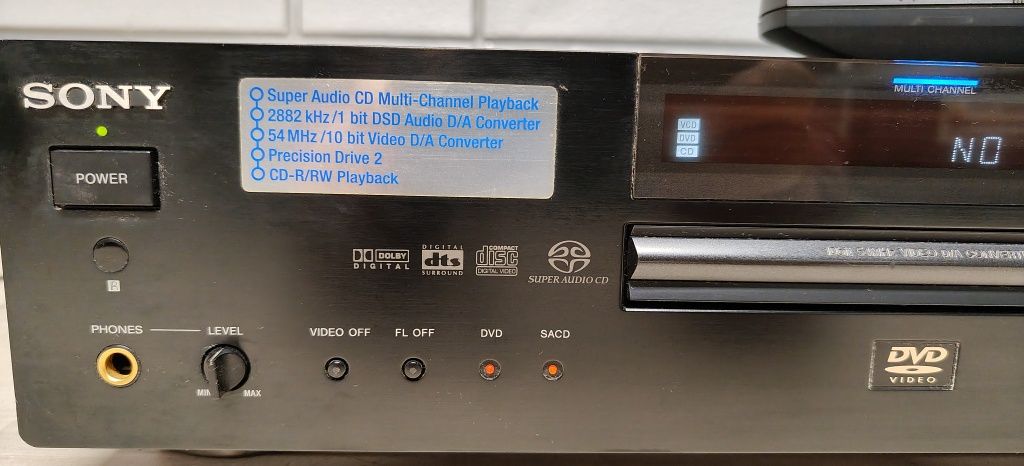 SONY
POWER
Super Audio CD Multi-Channel Playback
2882 kHz/1 bit DSD Audio D/A Converter
54 MHz/10 bit Video D/A Converter
Precision Drive 2
CD-R/RW Playback
MULTI CHANNEL
VCD
DVD
CD
NO
DOLBY
DIGITAL
DIGITAL
dts
SURROUND
COMPACT
disc
DIGITAL VIDEO
SUPER AUDIO CD
VIDEO D/A CONVERT
R
PHONES
LEVEL
MIN
MAX
VIDEO OFF
FL OFF
DVD
SACD
DVD
VIDEO